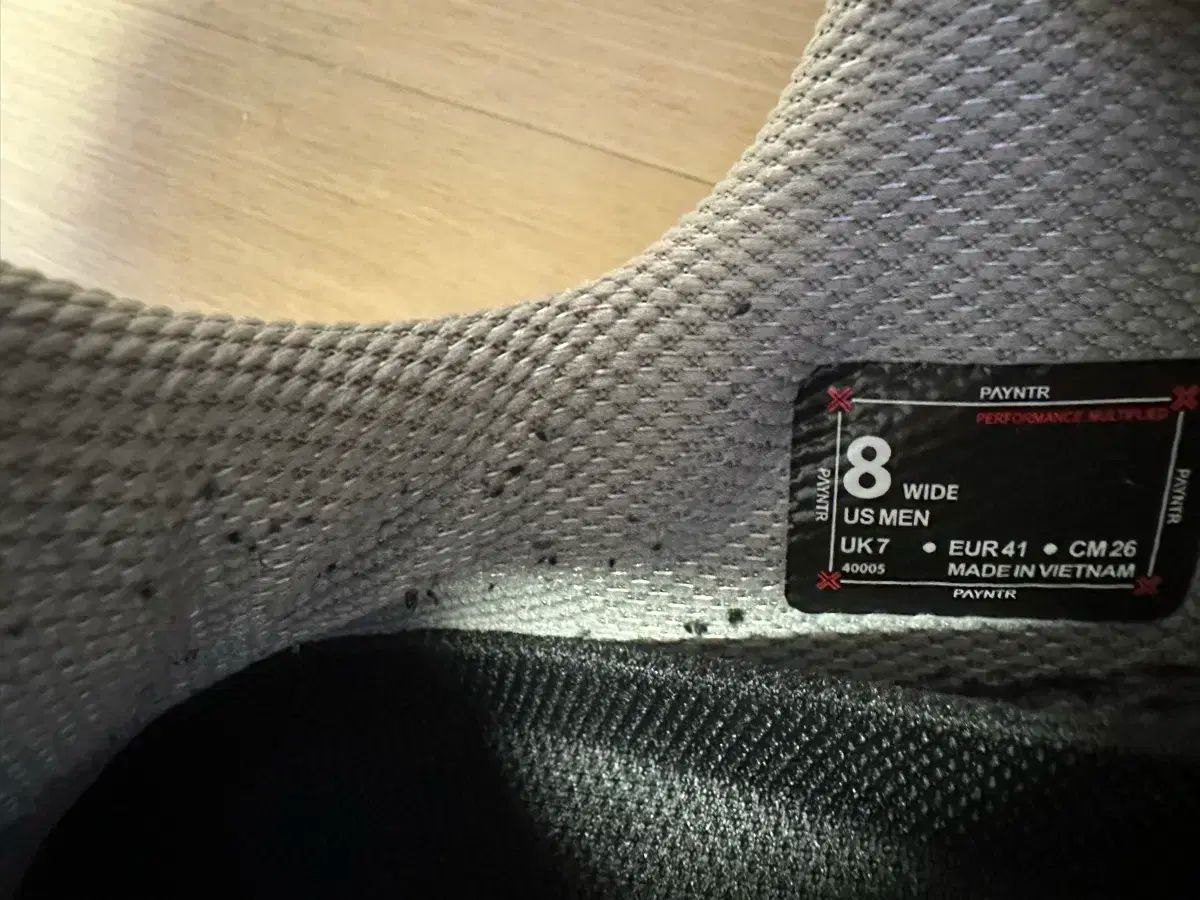 PAYNTR
PERFORMANCE MULTIPLIED
8 WIDE
US MEN
UK 7 • EUR 41 • CM 26
40005 MADE IN VIETNAM
PAYNTR
PAYNTR
PAYNTR